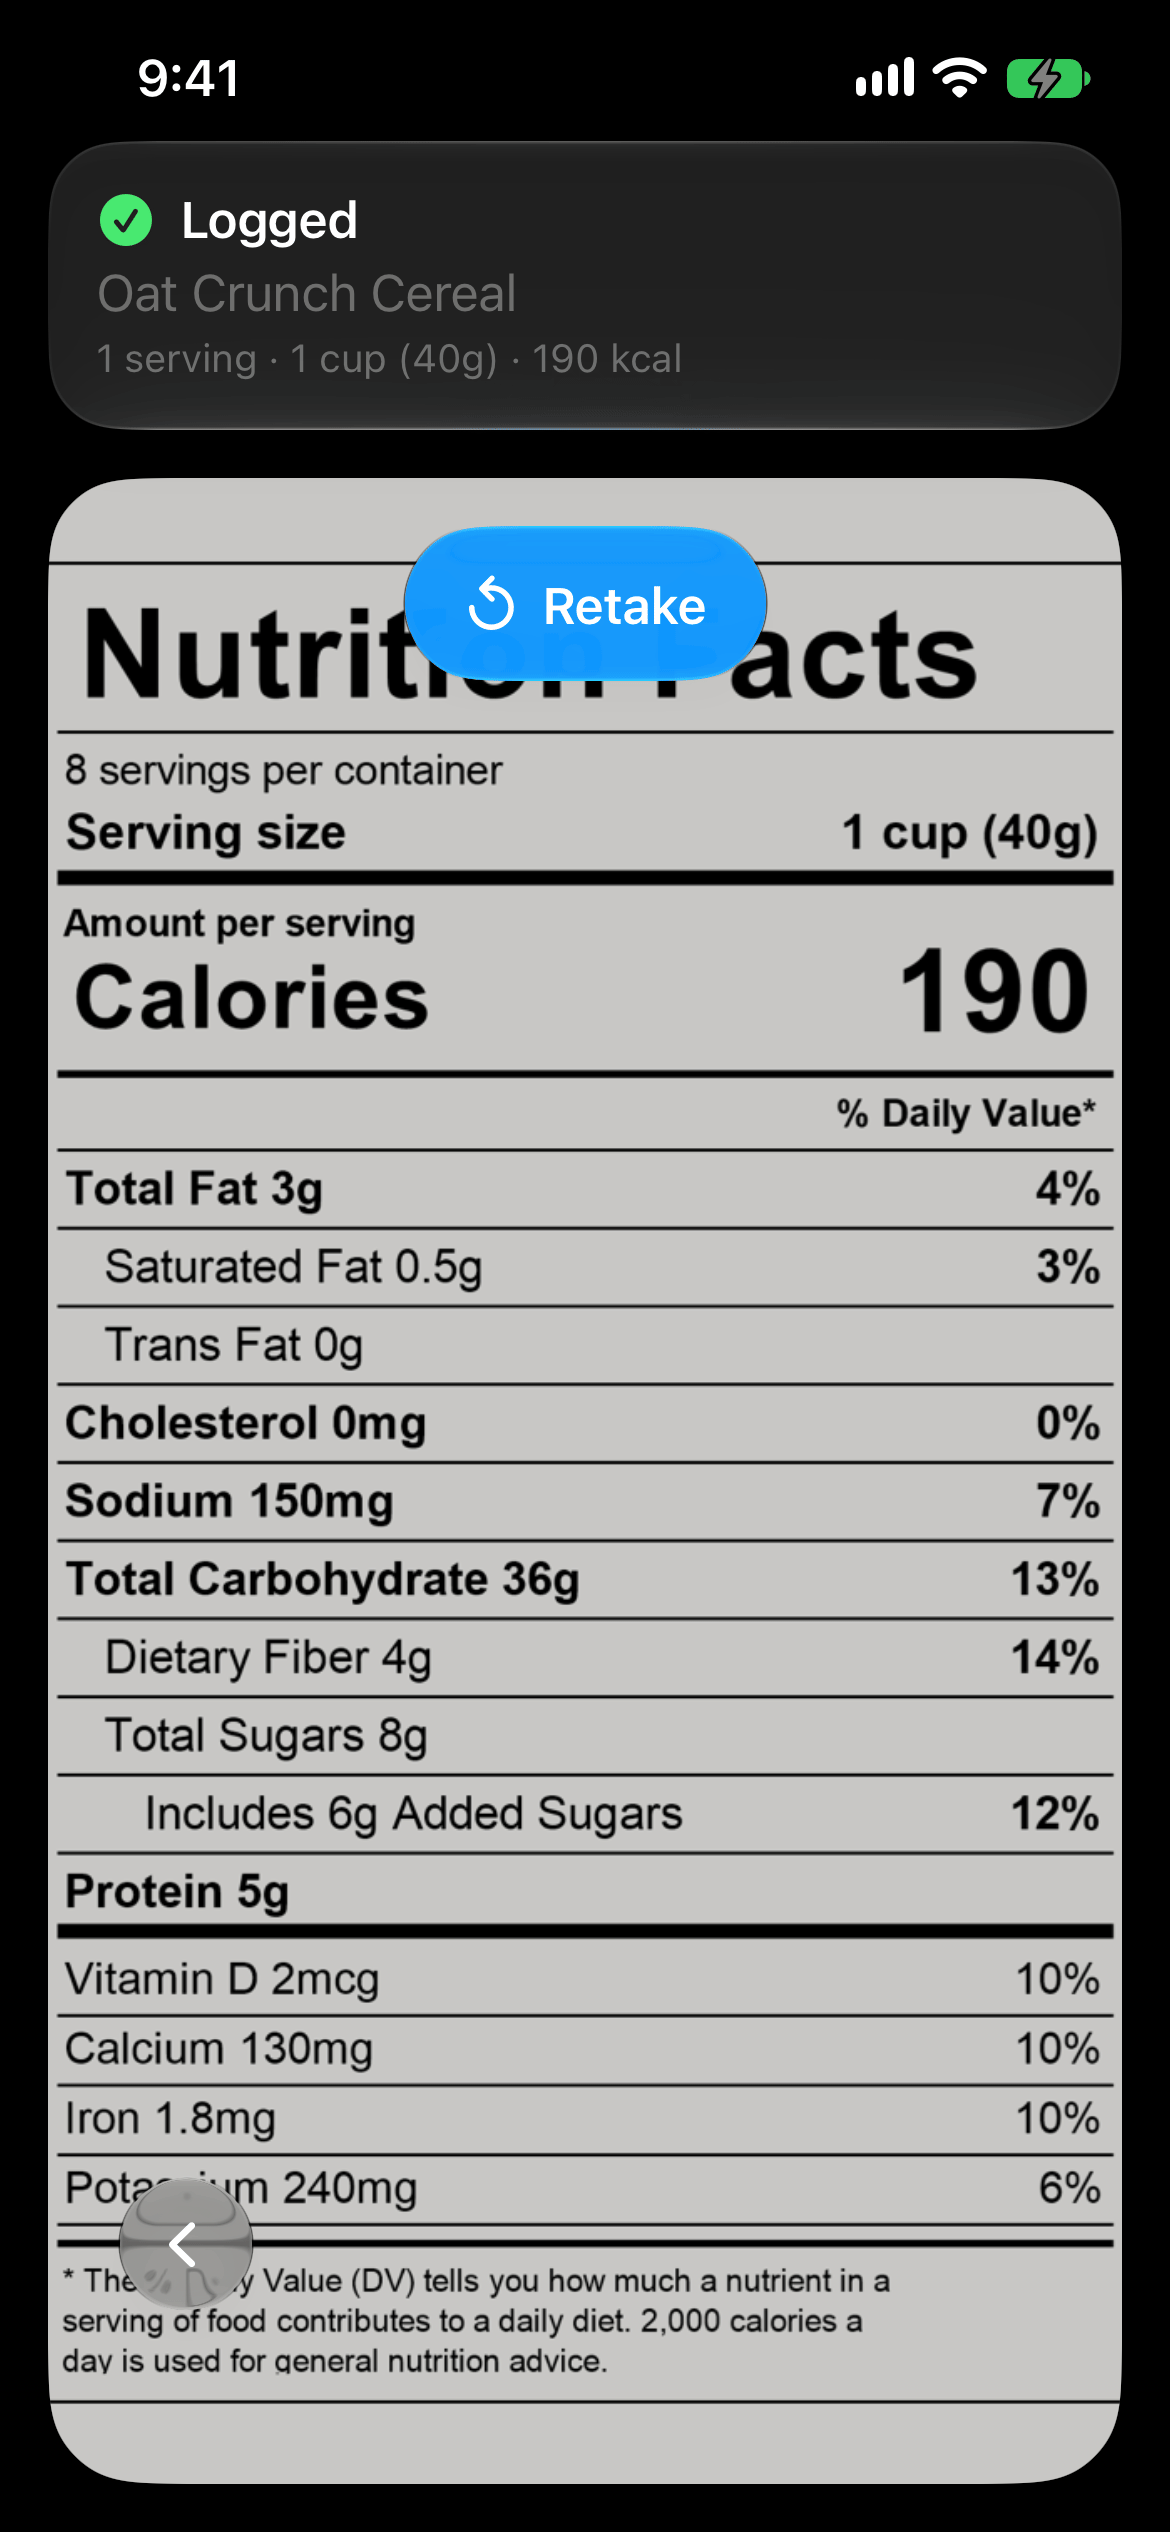 9:41
Logged
Oat Crunch Cereal
1 serving · 1 cup (40g) · 190 kcal
Retake
Nutrition Facts
8 servings per container
Serving size 1 cup (40g)
Amount per serving
Calories 190
% Daily Value*
Total Fat 3g 4%
Saturated Fat 0.5g 3%
Trans Fat 0g
Cholesterol 0mg 0%
Sodium 150mg 7%
Total Carbohydrate 36g 13%
Dietary Fiber 4g 14%
Total Sugars 8g
Includes 6g Added Sugars 12%
Protein 5g
Vitamin D 2mcg 10%
Calcium 130mg 10%
Iron 1.8mg 10%
Potassium 240mg 6%
* The % Daily Value (DV) tells you how much a nutrient in a
serving of food contributes to a daily diet. 2,000 calories a
day is used for general nutrition advice.